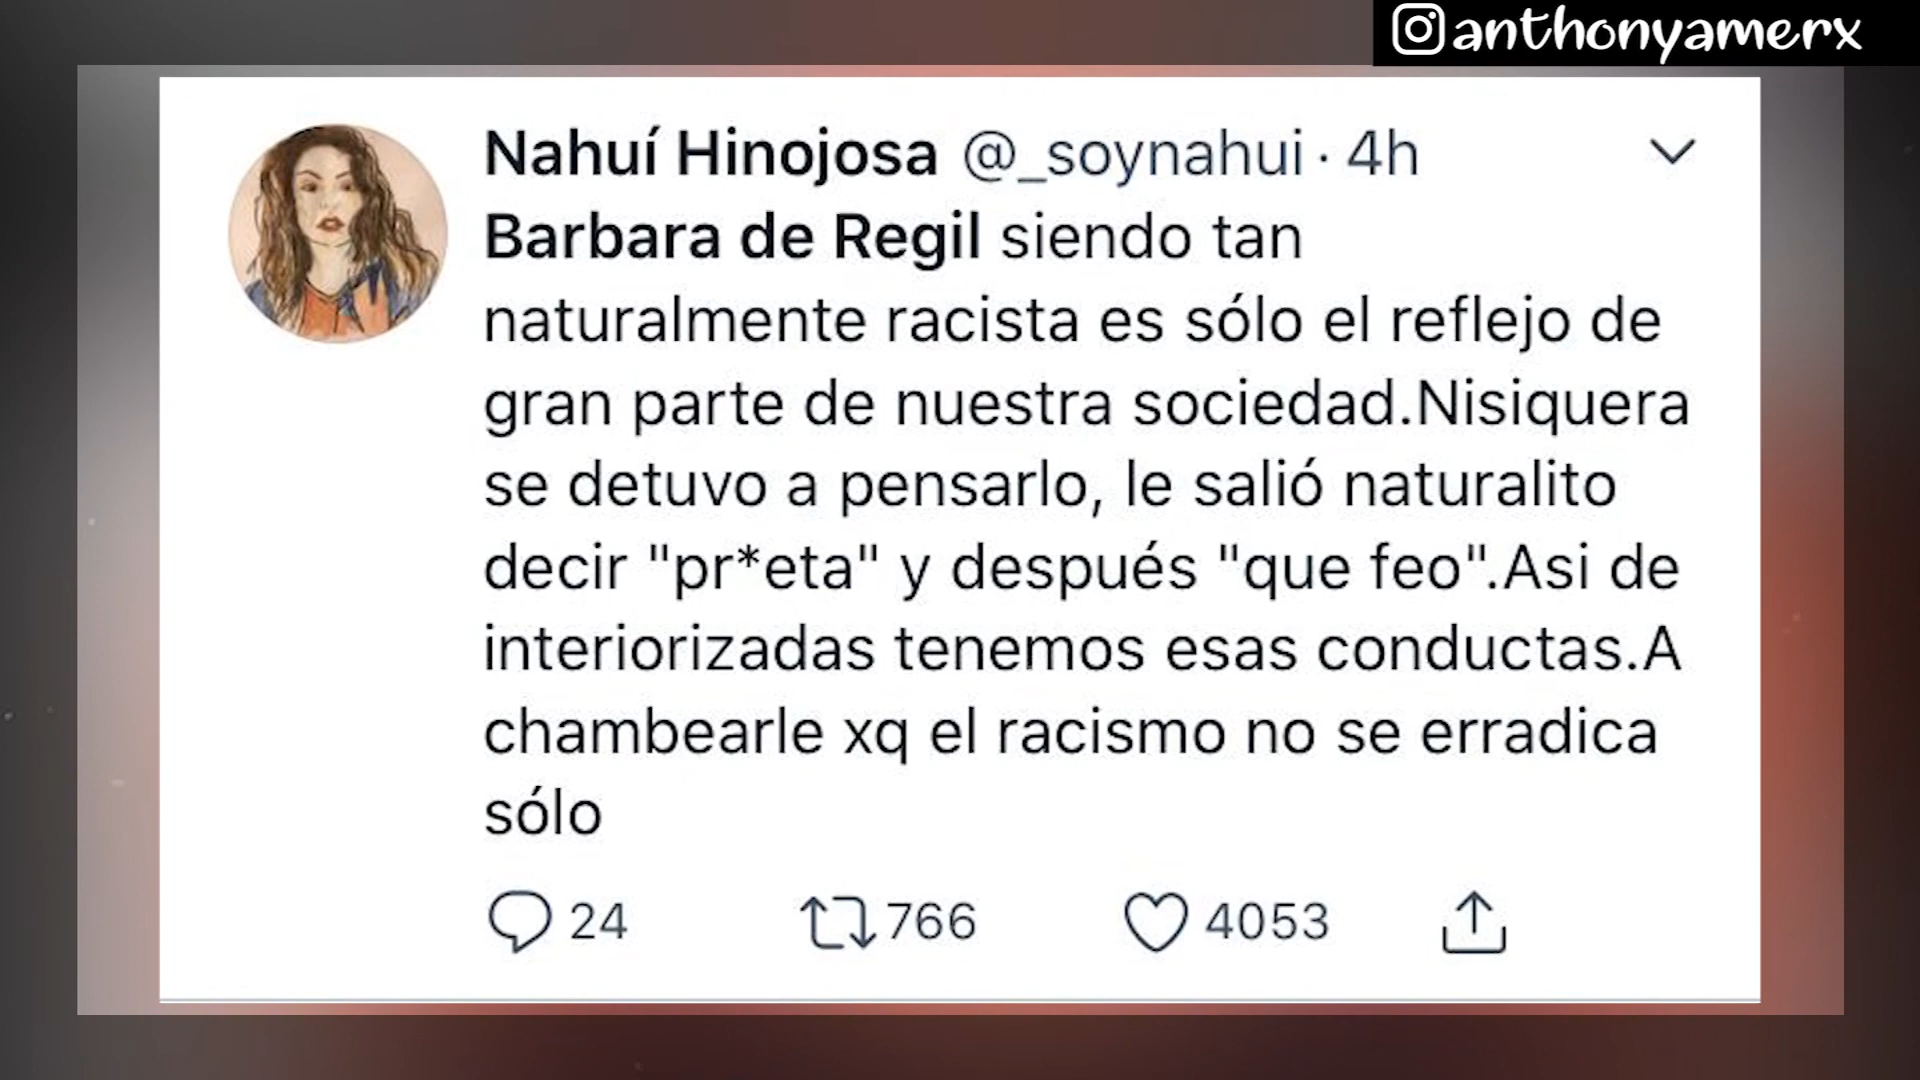 anthonyamerx
Nahuí Hinojosa @_soynahui · 4h
Barbara de Regil siendo tan
naturalmente racista es sólo el reflejo de
gran parte de nuestra sociedad.Nisiquera
se detuvo a pensarlo, le salió naturalito
decir "pr*eta" y después "que feo".Asi de
interiorizadas tenemos esas conductas.A
chambearle xq el racismo no se erradica
sólo
24 766 4053